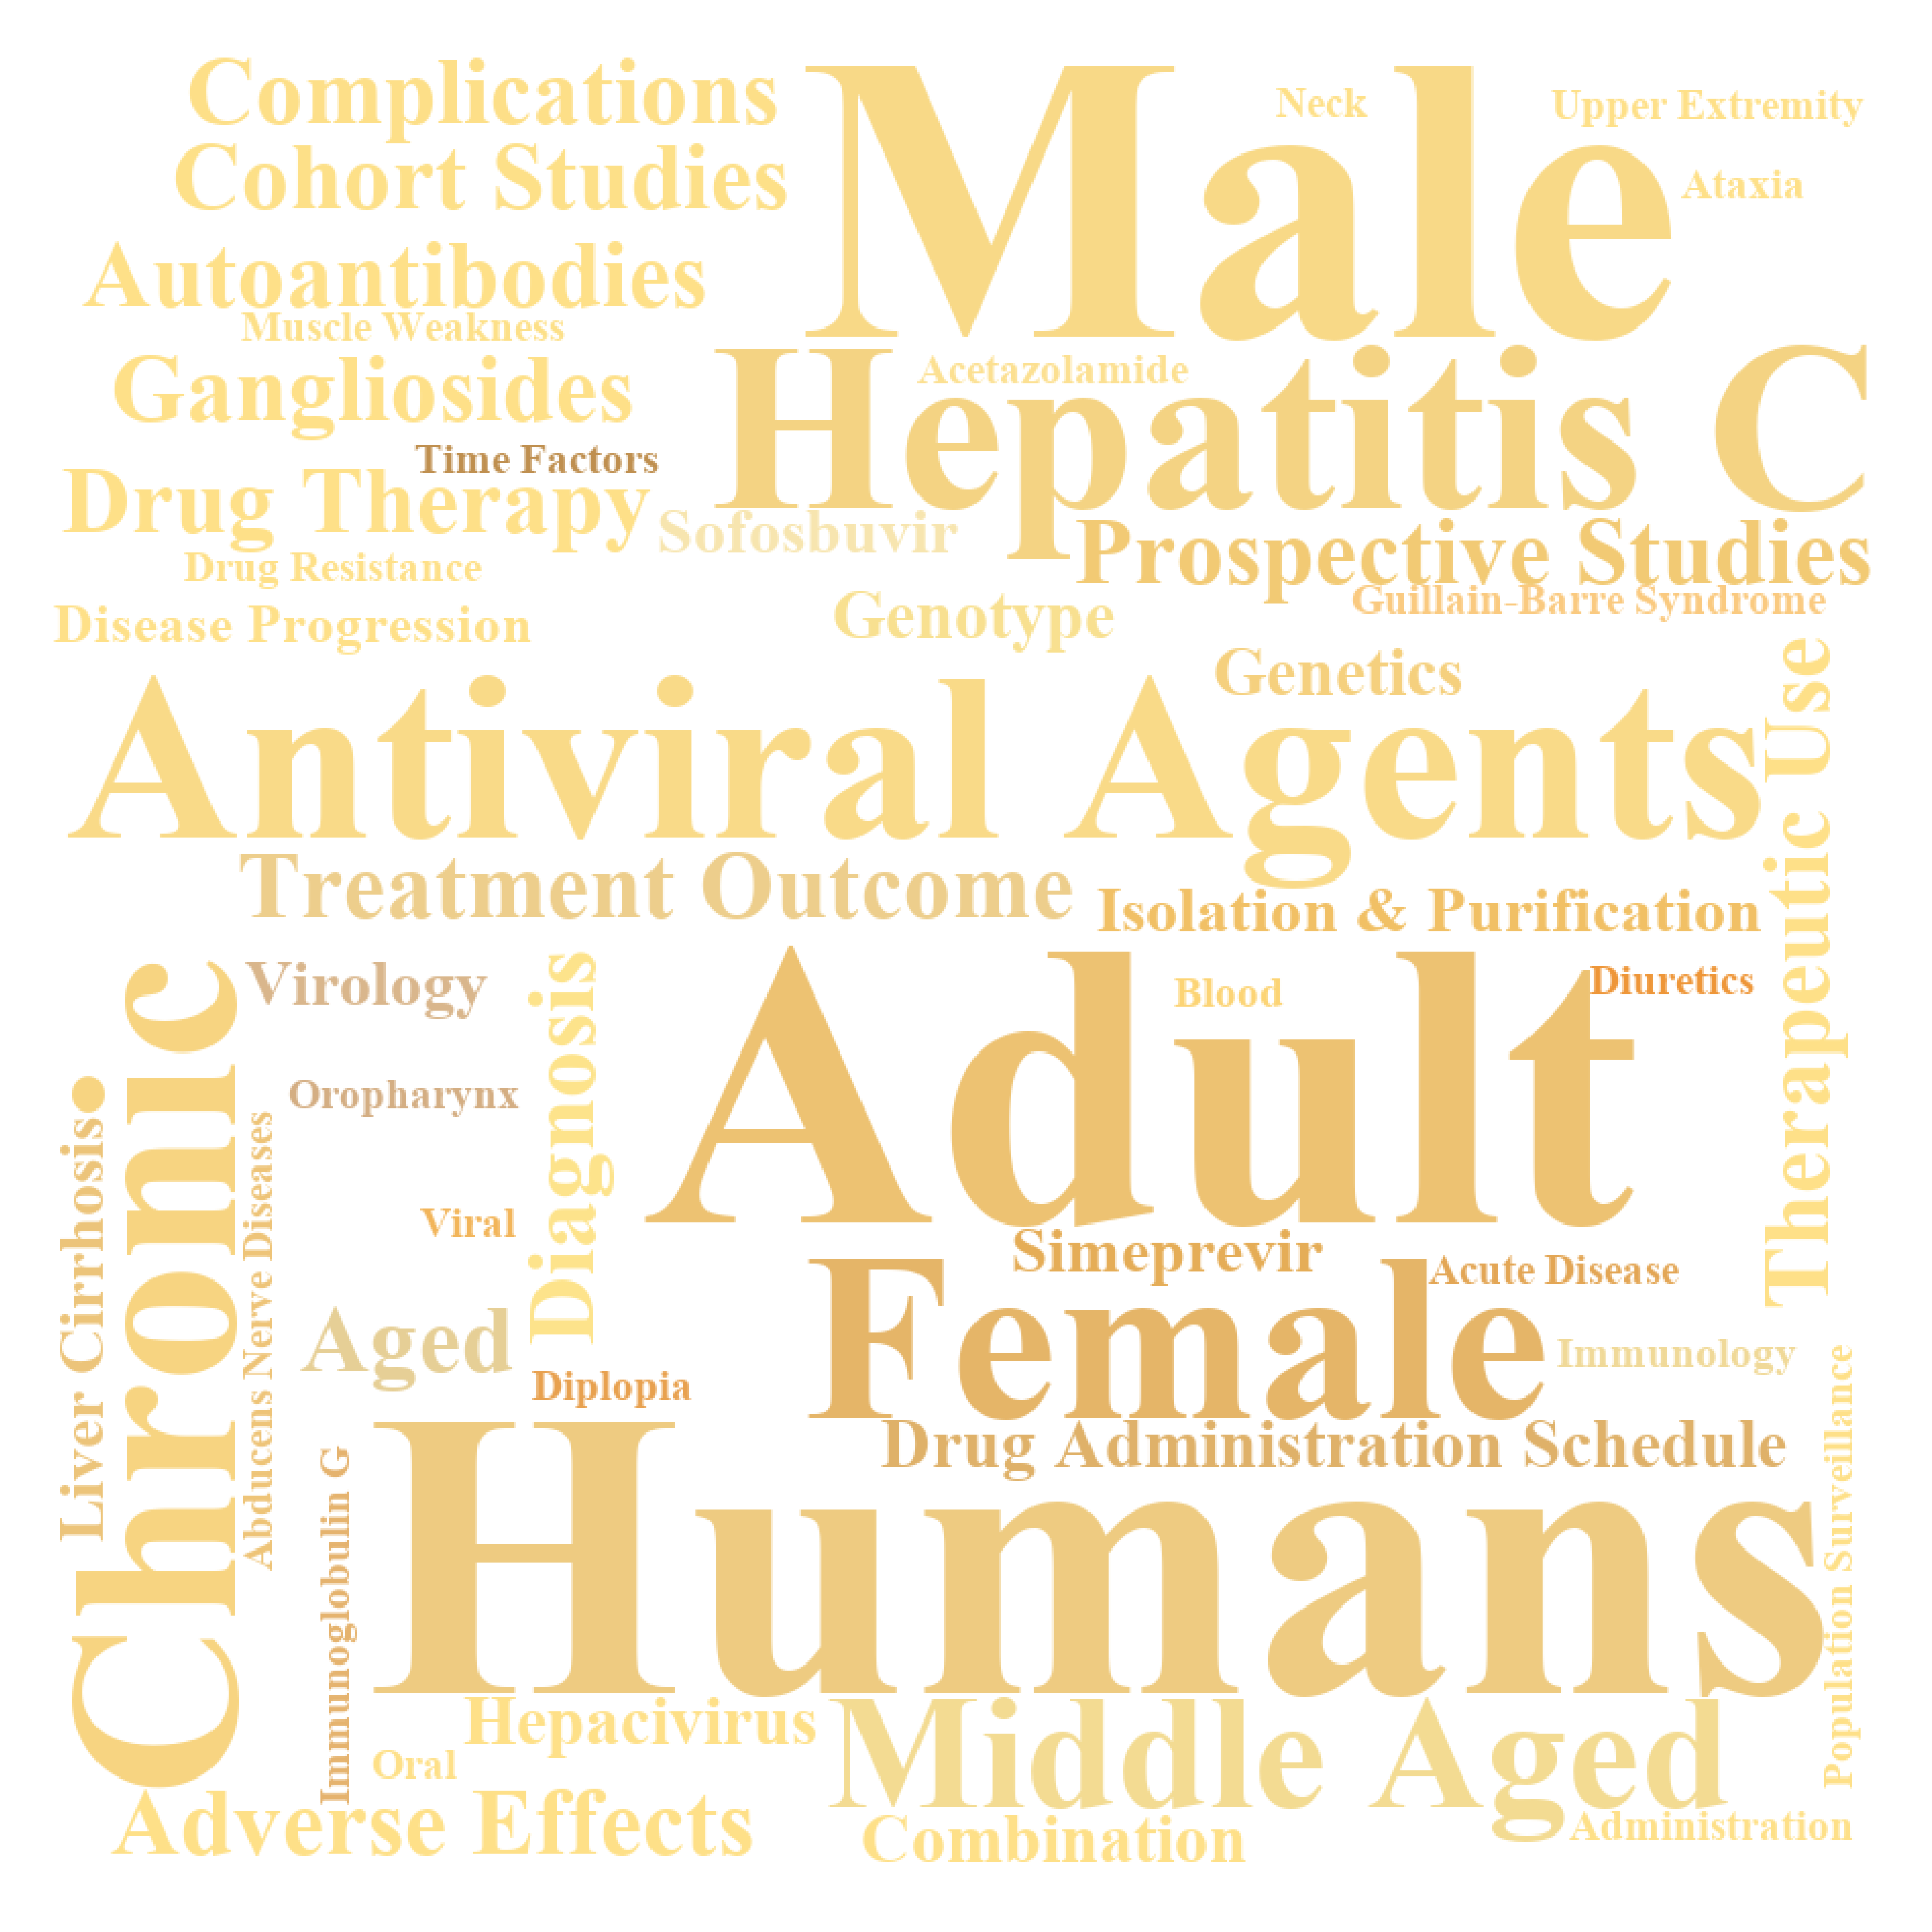 Complications
Male
Neck
Upper Extremity
Cohort Studies
Ataxia
Autoantibodies
Muscle Weakness
Gangliosides
Acetazolamide
Hepatitis C
Time Factors
Drug Therapy
Sofosbuvir
Prospective Studies
Drug Resistance
Guillain-Barre Syndrome
Disease Progression
Genotype
Genetics
Antiviral Agents
Therapeutic Use
Treatment Outcome
Isolation & Purification
Chronic
Virology
Diagnosis
Adult
Blood
Diuretics
Oropharynx
Liver Cirrhosis
Abducens Nerve Diseases
Viral
Simeprevir
Acute Disease
Aged
Female
Immunology
Diplopia
Population Surveillance
Immunoglobulin G
Drug Administration Schedule
Humans
Hepacivirus
Middle Aged
Oral
Adverse Effects
Combination
Administration